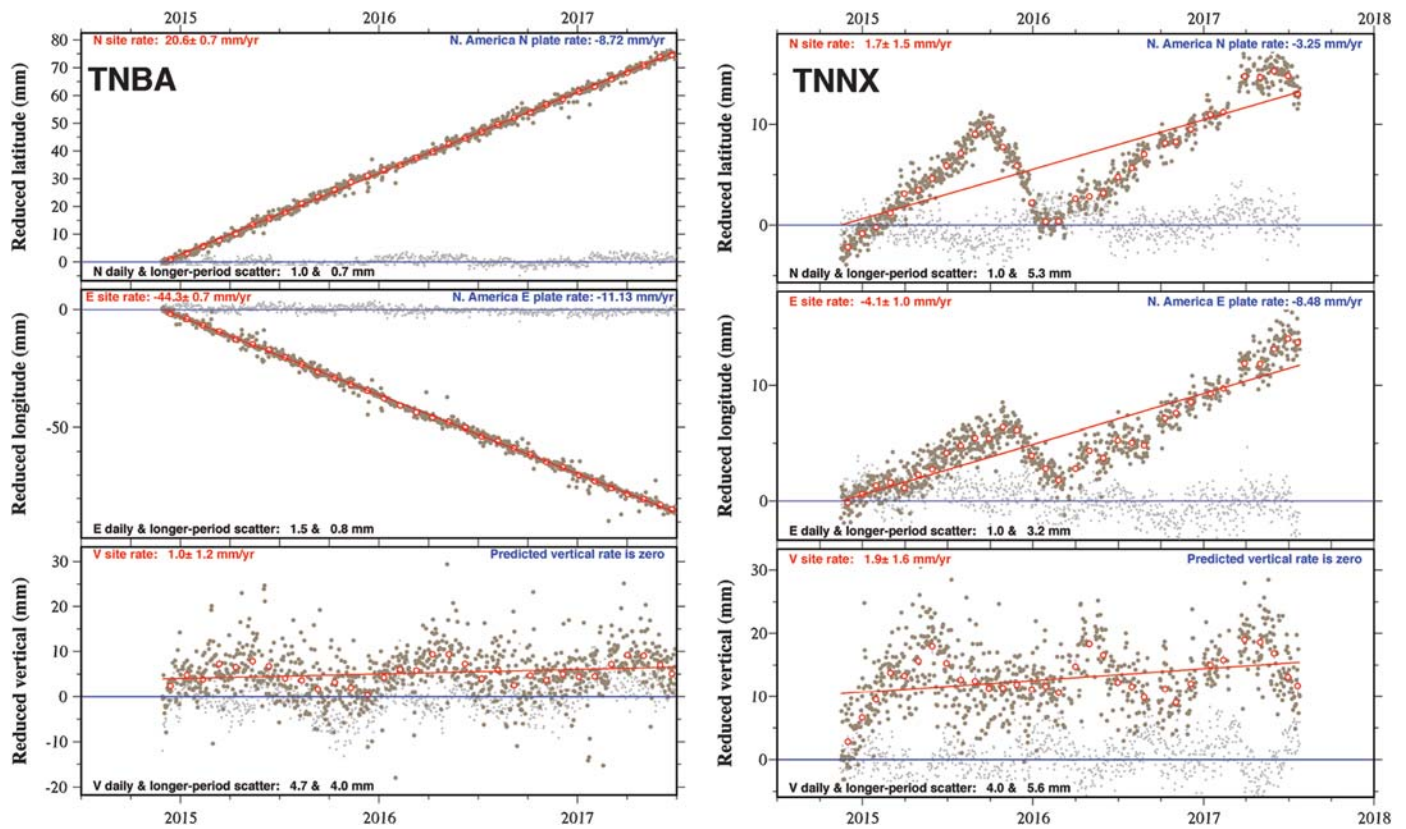 2015 2016 2017
N site rate: 20.6± 0.7 mm/yr N. America N plate rate: -8.72 mm/yr
TNBA
Reduced latitude (mm)
80
70
60
50
40
30
20
10
0
N daily & longer-period scatter: 1.0 & 0.7 mm
E site rate: -44.3± 0.7 mm/yr N. America E plate rate: -11.13 mm/yr
Reduced longitude (mm)
0
-50
E daily & longer-period scatter: 1.5 & 0.8 mm
V site rate: 1.0± 1.2 mm/yr Predicted vertical rate is zero
Reduced vertical (mm)
30
20
10
0
-10
-20
V daily & longer-period scatter: 4.7 & 4.0 mm
2015 2016 2017
2015 2016 2017 2018
N site rate: 1.7± 1.5 mm/yr N. America N plate rate: -3.25 mm/yr
TNNX
Reduced latitude (mm)
10
0
N daily & longer-period scatter: 1.0 & 5.3 mm
E site rate: -4.1± 1.0 mm/yr N. America E plate rate: -8.48 mm/yr
Reduced longitude (mm)
10
0
E daily & longer-period scatter: 1.0 & 3.2 mm
V site rate: 1.9± 1.6 mm/yr Predicted vertical rate is zero
Reduced vertical (mm)
30
20
10
0
V daily & longer-period scatter: 4.0 & 5.6 mm
2015 2016 2017 2018